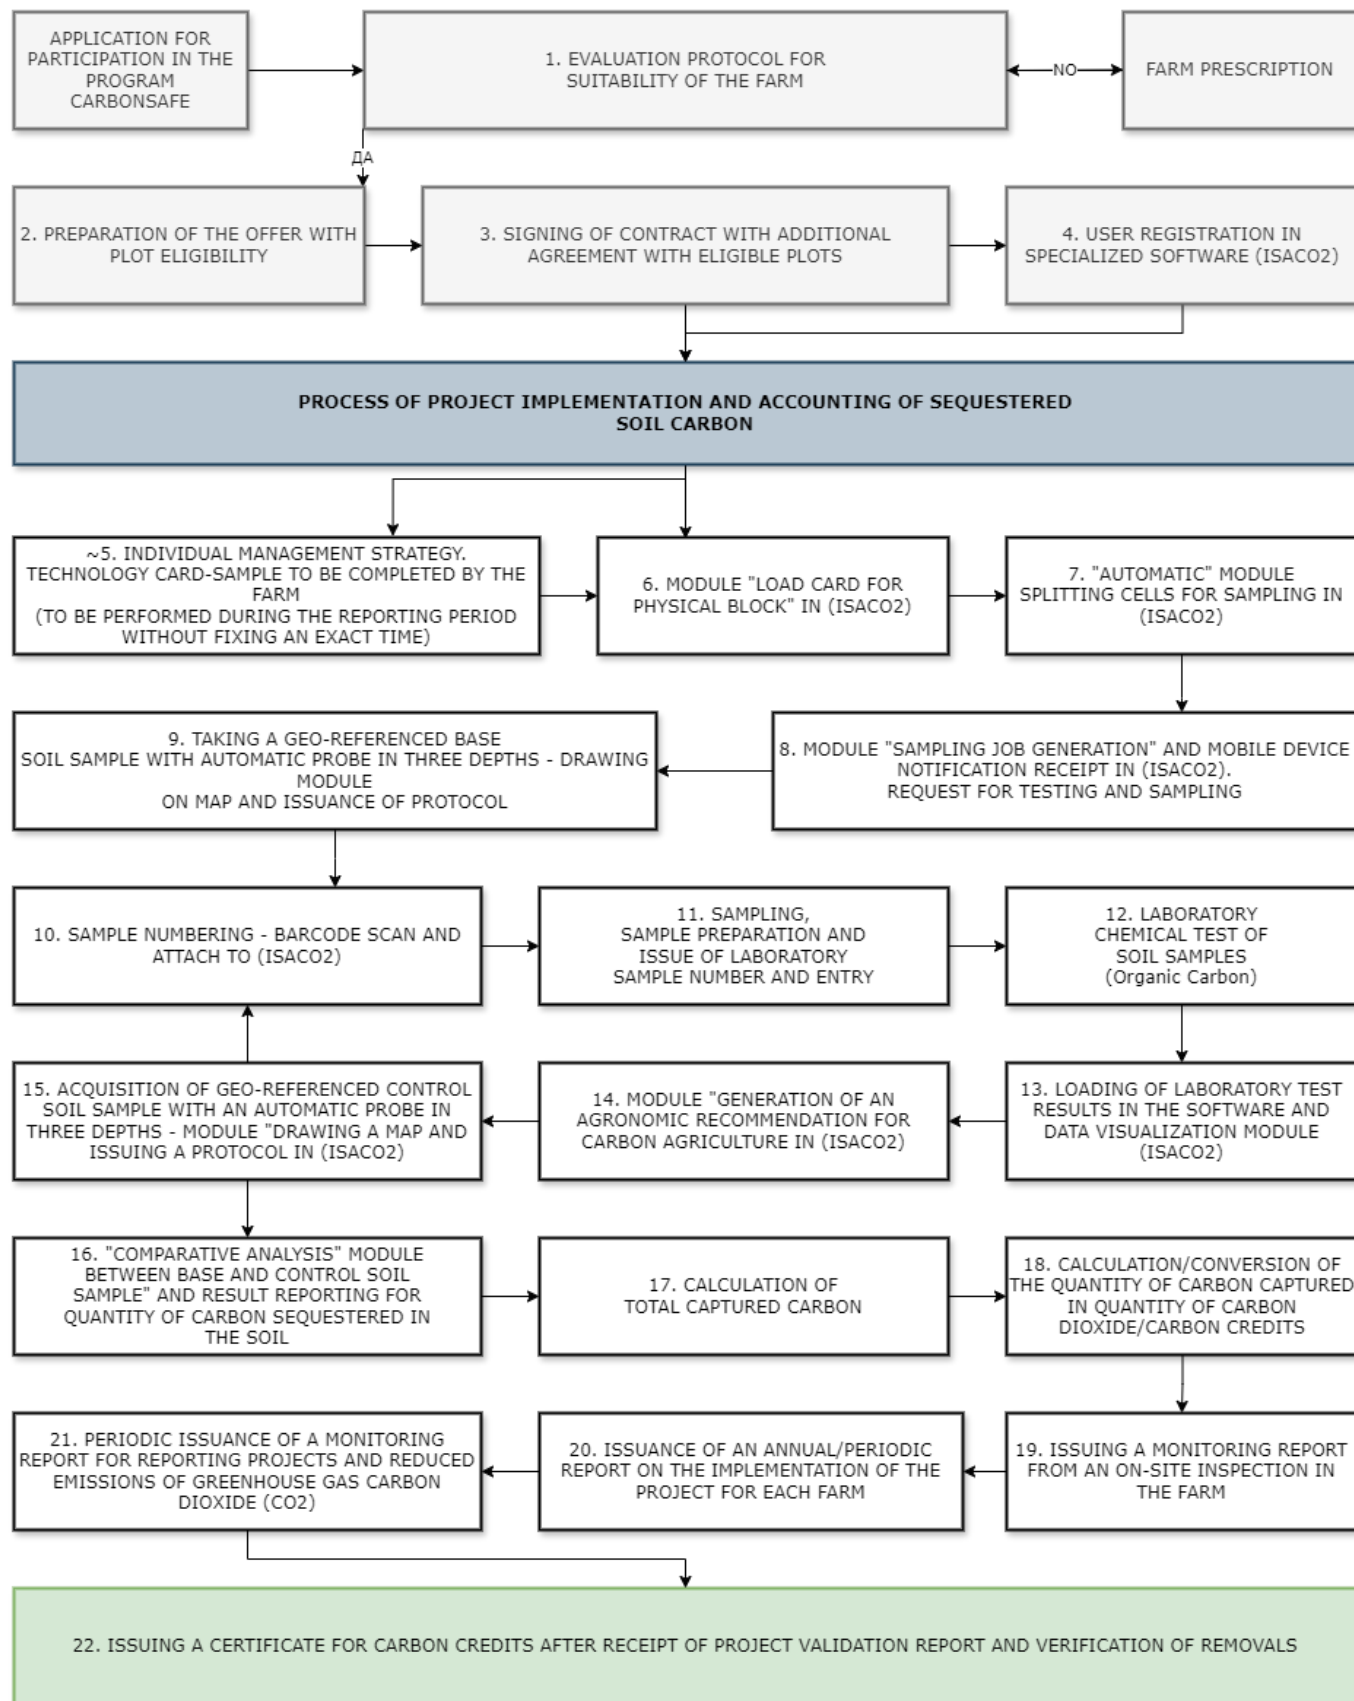 APPLICATION FOR
PARTICIPATION IN THE
PROGRAM
CARBONSAFE
1. EVALUATION PROTOCOL FOR
SUITABILITY OF THE FARM
NO
FARM PRESCRIPTION
ДА
2. PREPARATION OF THE OFFER WITH
PLOT ELIGIBILITY
3. SIGNING OF CONTRACT WITH ADDITIONAL
AGREEMENT WITH ELIGIBLE PLOTS
4. USER REGISTRATION IN
SPECIALIZED SOFTWARE (ISACO2)
PROCESS OF PROJECT IMPLEMENTATION AND ACCOUNTING OF SEQUESTERED
SOIL CARBON
~5. INDIVIDUAL MANAGEMENT STRATEGY.
TECHNOLOGY CARD-SAMPLE TO BE COMPLETED BY THE
FARM
(TO BE PERFORMED DURING THE REPORTING PERIOD
WITHOUT FIXING AN EXACT TIME)
6. MODULE "LOAD CARD FOR
PHYSICAL BLOCK" IN (ISACO2)
7. "AUTOMATIC" MODULE
SPLITTING CELLS FOR SAMPLING IN
(ISACO2)
9. TAKING A GEO-REFERENCED BASE
SOIL SAMPLE WITH AUTOMATIC PROBE IN THREE DEPTHS - DRAWING
MODULE
ON MAP AND ISSUANCE OF PROTOCOL
8. MODULE "SAMPLING JOB GENERATION" AND MOBILE DEVICE
NOTIFICATION RECEIPT IN (ISACO2).
REQUEST FOR TESTING AND SAMPLING
10. SAMPLE NUMBERING - BARCODE SCAN AND
ATTACH TO (ISACO2)
11. SAMPLING,
SAMPLE PREPARATION AND
ISSUE OF LABORATORY
SAMPLE NUMBER AND ENTRY
12. LABORATORY
CHEMICAL TEST OF
SOIL SAMPLES
(Organic Carbon)
15. ACQUISITION OF GEO-REFERENCED CONTROL
SOIL SAMPLE WITH AN AUTOMATIC PROBE IN
THREE DEPTHS - MODULE "DRAWING A MAP AND
ISSUING A PROTOCOL IN (ISACO2)
14. MODULE "GENERATION OF AN
AGRONOMIC RECOMMENDATION FOR
CARBON AGRICULTURE IN (ISACO2)
13. LOADING OF LABORATORY TEST
RESULTS IN THE SOFTWARE AND
DATA VISUALIZATION MODULE
(ISACO2)
16. "COMPARATIVE ANALYSIS" MODULE
BETWEEN BASE AND CONTROL SOIL
SAMPLE" AND RESULT REPORTING FOR
QUANTITY OF CARBON SEQUESTERED IN
THE SOIL
17. CALCULATION OF
TOTAL CAPTURED CARBON
18. CALCULATION/CONVERSION OF
THE QUANTITY OF CARBON CAPTURED
IN QUANTITY OF CARBON
DIOXIDE/CARBON CREDITS
21. PERIODIC ISSUANCE OF A MONITORING
REPORT FOR REPORTING PROJECTS AND REDUCED
EMISSIONS OF GREENHOUSE GAS CARBON
DIOXIDE (CO2)
20. ISSUANCE OF AN ANNUAL/PERIODIC
REPORT ON THE IMPLEMENTATION OF THE
PROJECT FOR EACH FARM
19. ISSUING A MONITORING REPORT
FROM AN ON-SITE INSPECTION IN
THE FARM
22. ISSUING A CERTIFICATE FOR CARBON CREDITS AFTER RECEIPT OF PROJECT VALIDATION REPORT AND VERIFICATION OF REMOVALS